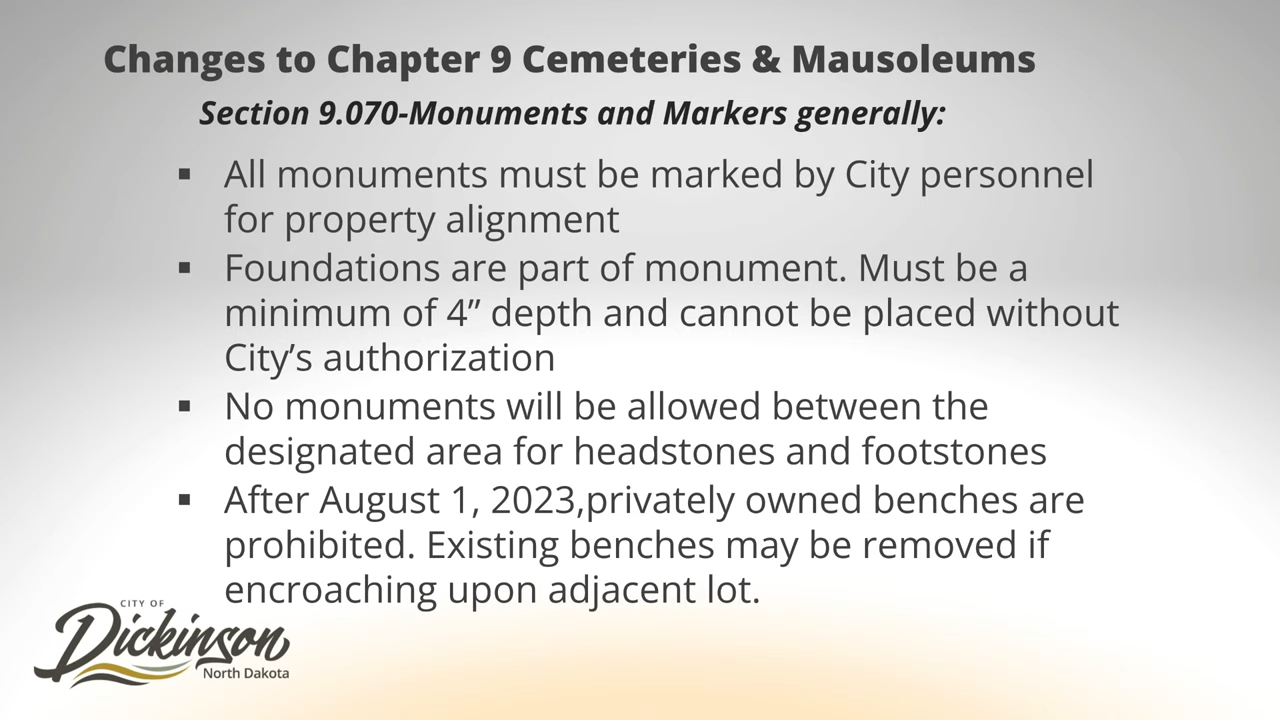 Changes to Chapter 9 Cemeteries & Mausoleums
Section 9.070-Monuments and Markers generally:
▪ All monuments must be marked by City personnel
for property alignment
▪ Foundations are part of monument. Must be a
minimum of 4” depth and cannot be placed without
City’s authorization
▪ No monuments will be allowed between the
designated area for headstones and footstones
▪ After August 1, 2023,privately owned benches are
prohibited. Existing benches may be removed if
encroaching upon adjacent lot.
CITY OF
Dickinson
North Dakota